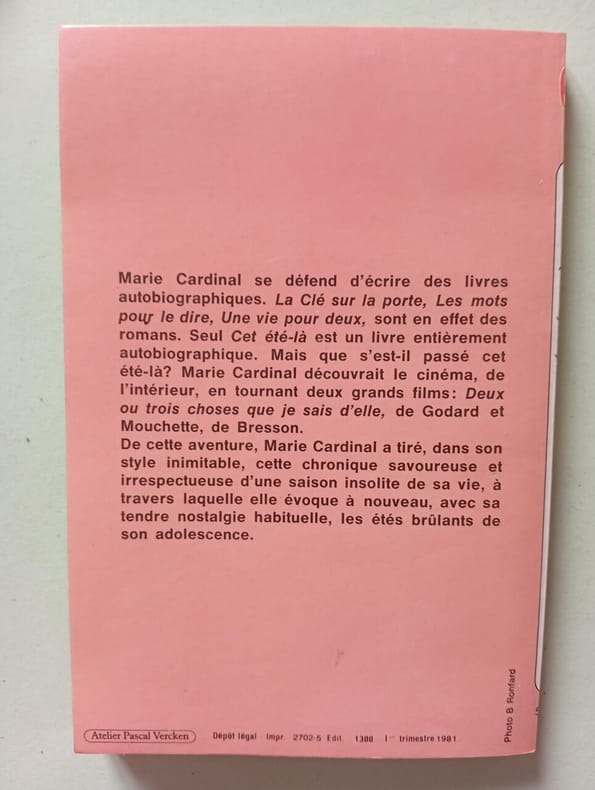 Marie Cardinal se défend d'écrire des livres
autobiographiques. La Clé sur la porte, Les mots
pour le dire, Une vie pour deux, sont en effet des
romans. Seul Cet été-là est un livre entièrement
autobiographique. Mais que s'est-il passé cet
été-là? Marie Cardinal découvrait le cinéma, de
l'intérieur, en tournant deux grands films: Deux
ou trois choses que je sais d'elle, de Godard et
Mouchette, de Bresson.
De cette aventure, Marie Cardinal a tiré, dans son
style inimitable, cette chronique savoureuse et
irrespectueuse d'une saison insolite de sa vie, à
travers laquelle elle évoque à nouveau, avec sa
tendre nostalgie habituelle, les étés brûlants de
son adolescence.
Photo B Ronfard
Atelier Pascal Vercken
Dépôt légal - Impr. 2702-5 Edit. 1300 1er trimestre 1981